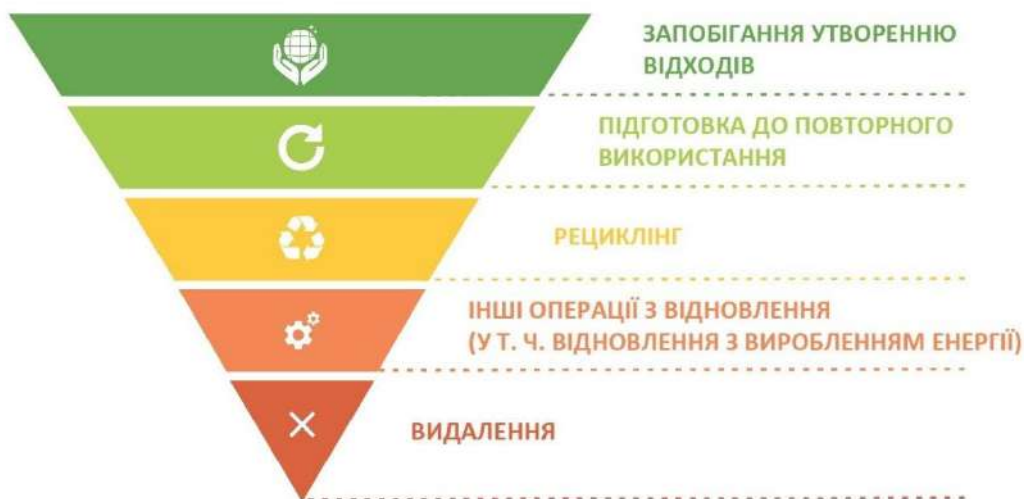 ЗАПОБІГАННЯ УТВОРЕННЮ
ВІДХОДІВ
ПІДГОТОВКА ДО ПОВТОРНОГО
ВИКОРИСТАННЯ
РЕЦИКЛІНГ
ІНШІ ОПЕРАЦІЇ З ВІДНОВЛЕННЯ
(У Т. Ч. ВІДНОВЛЕННЯ З ВИРОБЛЕННЯМ ЕНЕРГІЇ)
ВИДАЛЕННЯ